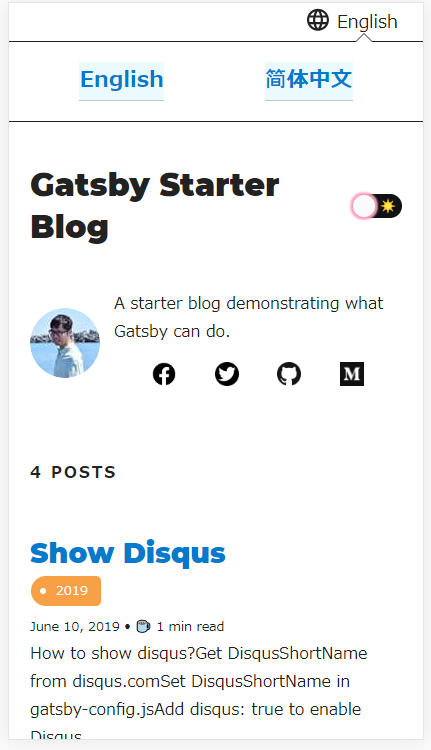 English
English
简体中文
Gatsby Starter
Blog
A starter blog demonstrating what
Gatsby can do.
4 POSTS
Show Disqus
2019
June 10, 2019 • ☕ 1 min read
How to show disqus?Get DisqusShortName
from disqus.comSet DisqusShortName in
gatsby-config.jsAdd disqus: true to enable
Disqus